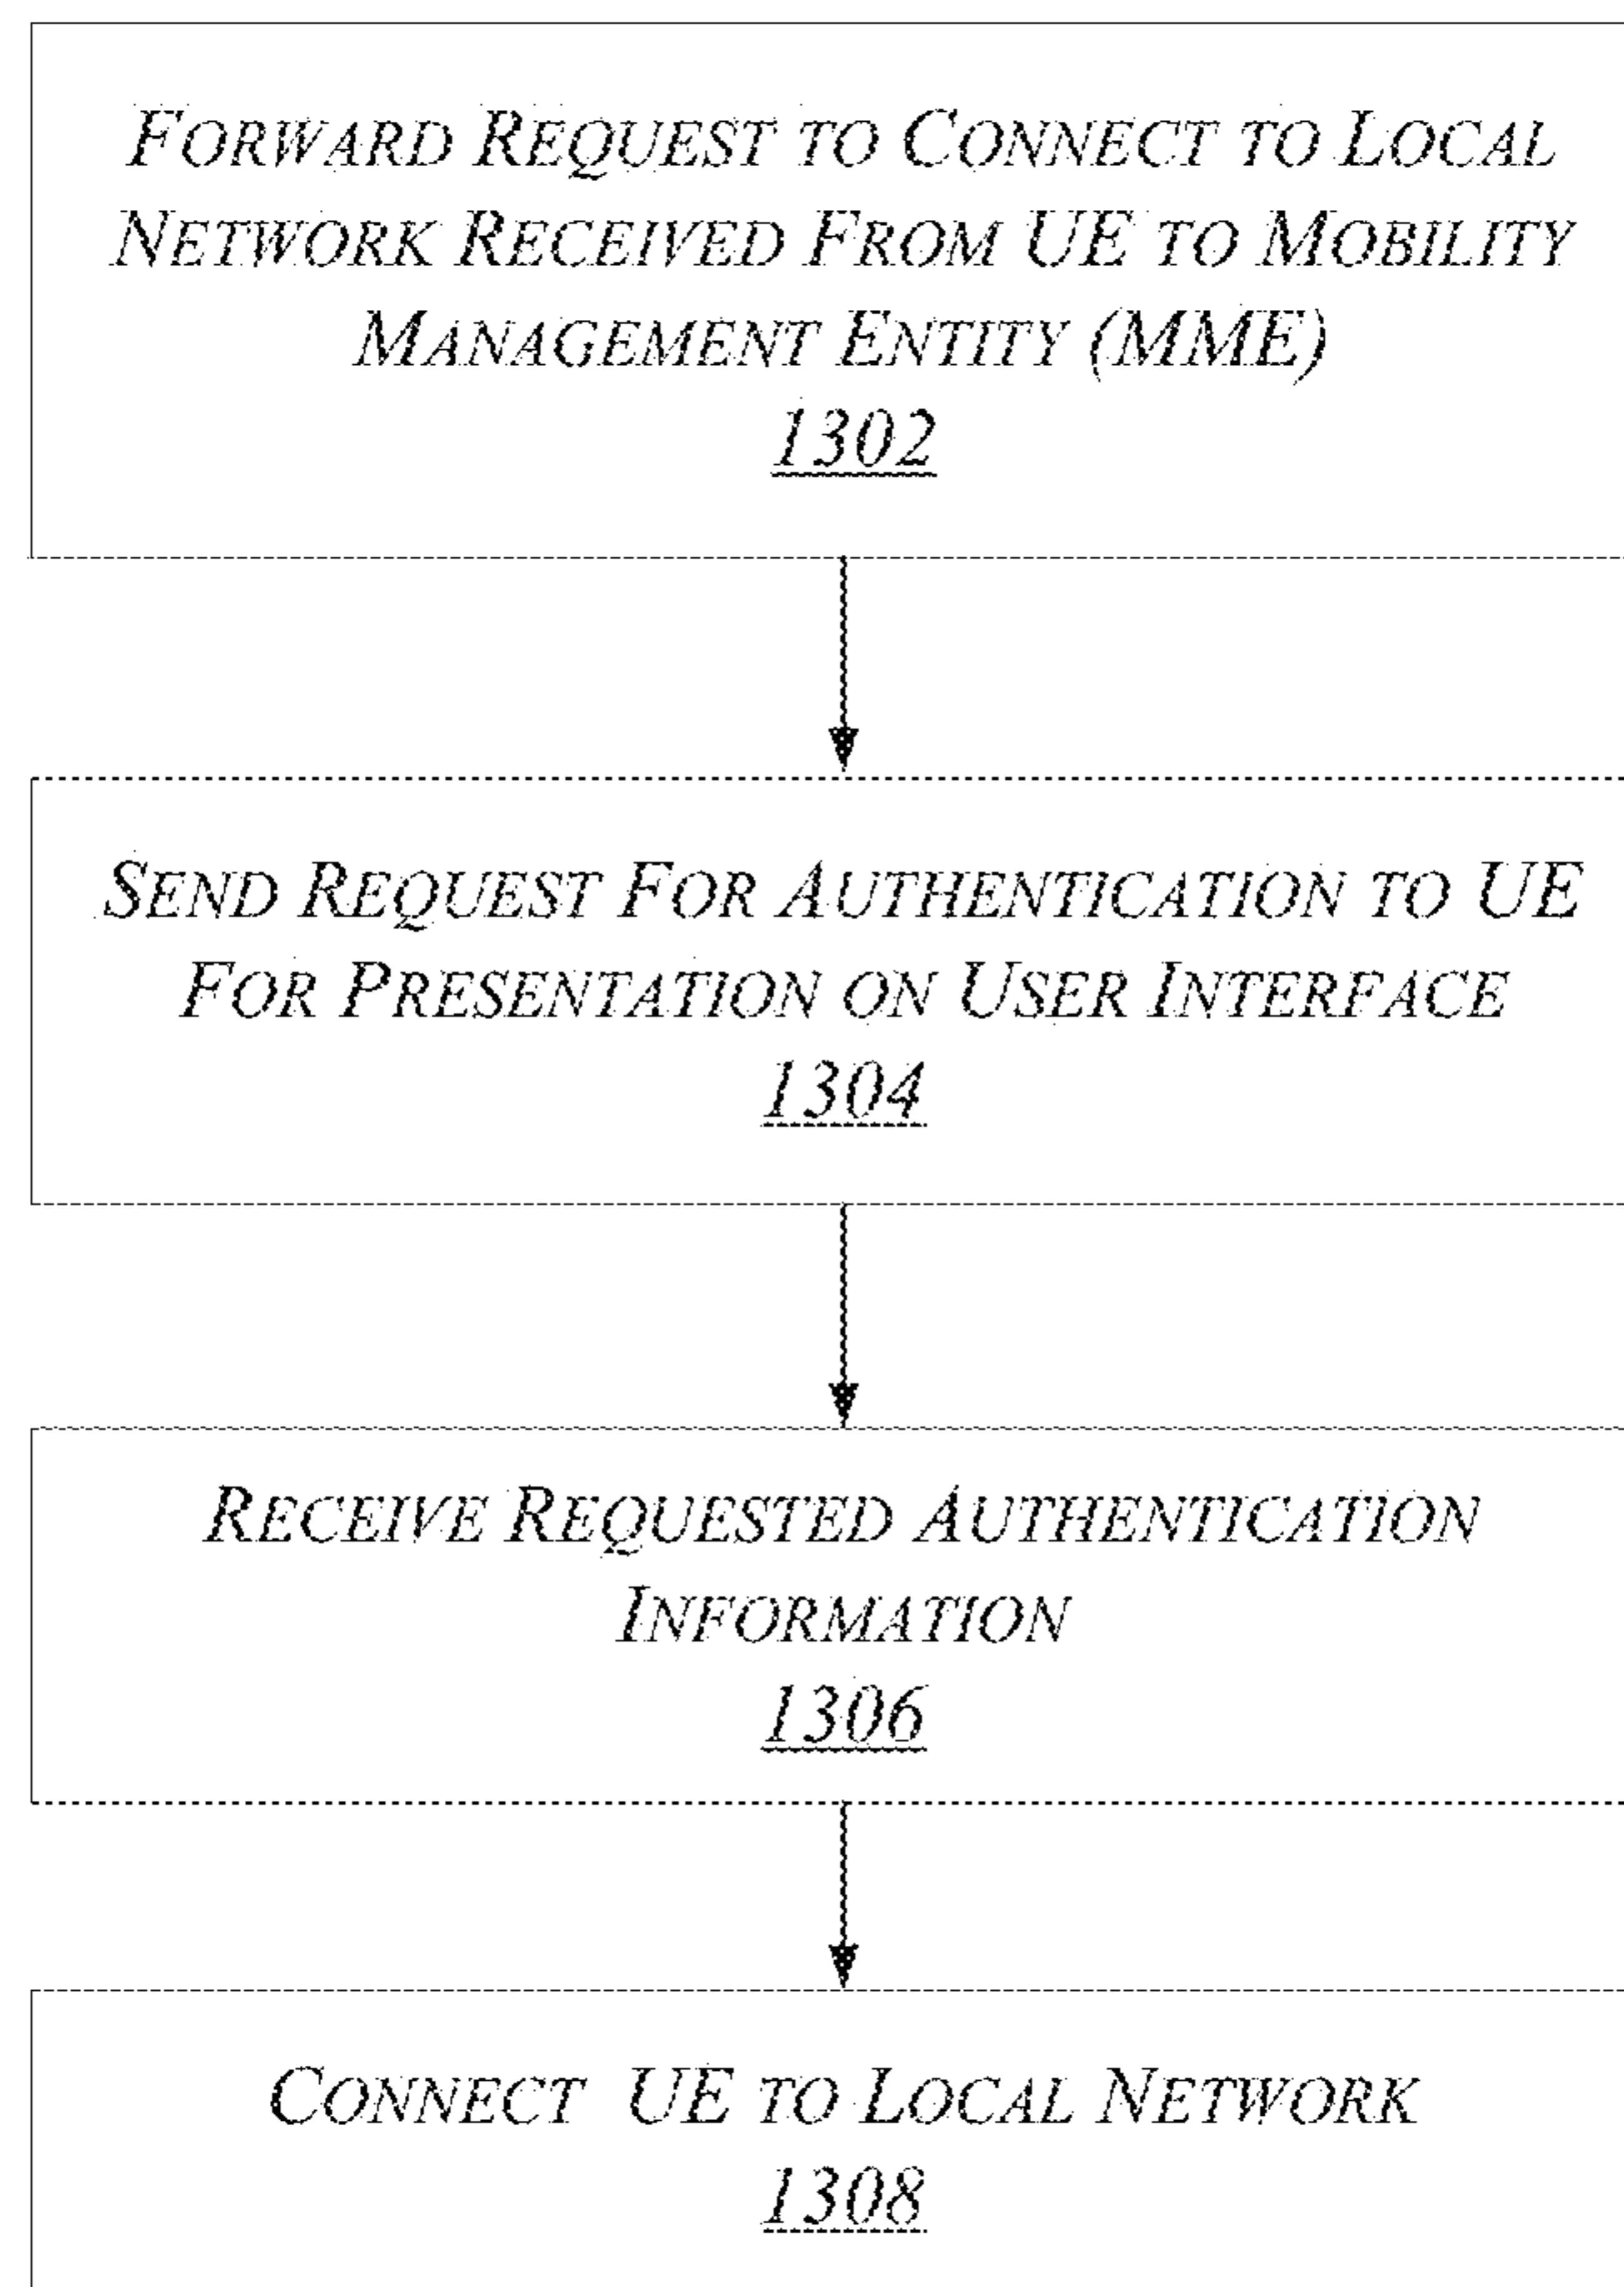 FORWARD REQUEST TO CONNECT TO LOCAL
NETWORK RECEIVED FROM UE TO MOBILITY
MANAGEMENT ENTITY (MME)
1302
SEND REQUEST FOR AUTHENTICATION TO UE
FOR PRESENTATION ON USER INTERFACE
1304
RECEIVE REQUESTED AUTHENTICATION
INFORMATION
1306
CONNECT UE TO LOCAL NETWORK
1308